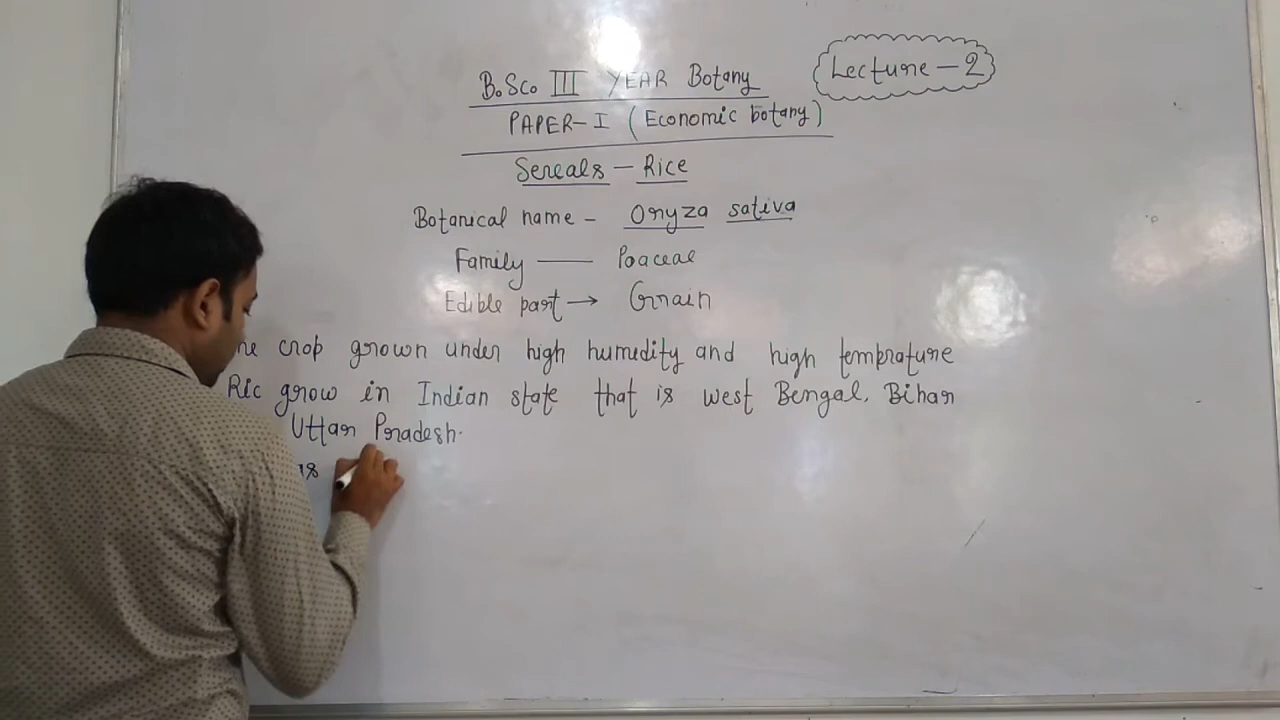 B.Sc. III YEAR Botany
Lecture-2
PAPER-I (Economic botany)
Sereals - Rice
Botanical name - Oryza sativa
Family — Poaceae
Edible part → Grain
crop grown under high humedity and high temprature
Ric grow in Indian state that is west Bengal, Bihar
Uttar Pradesh.